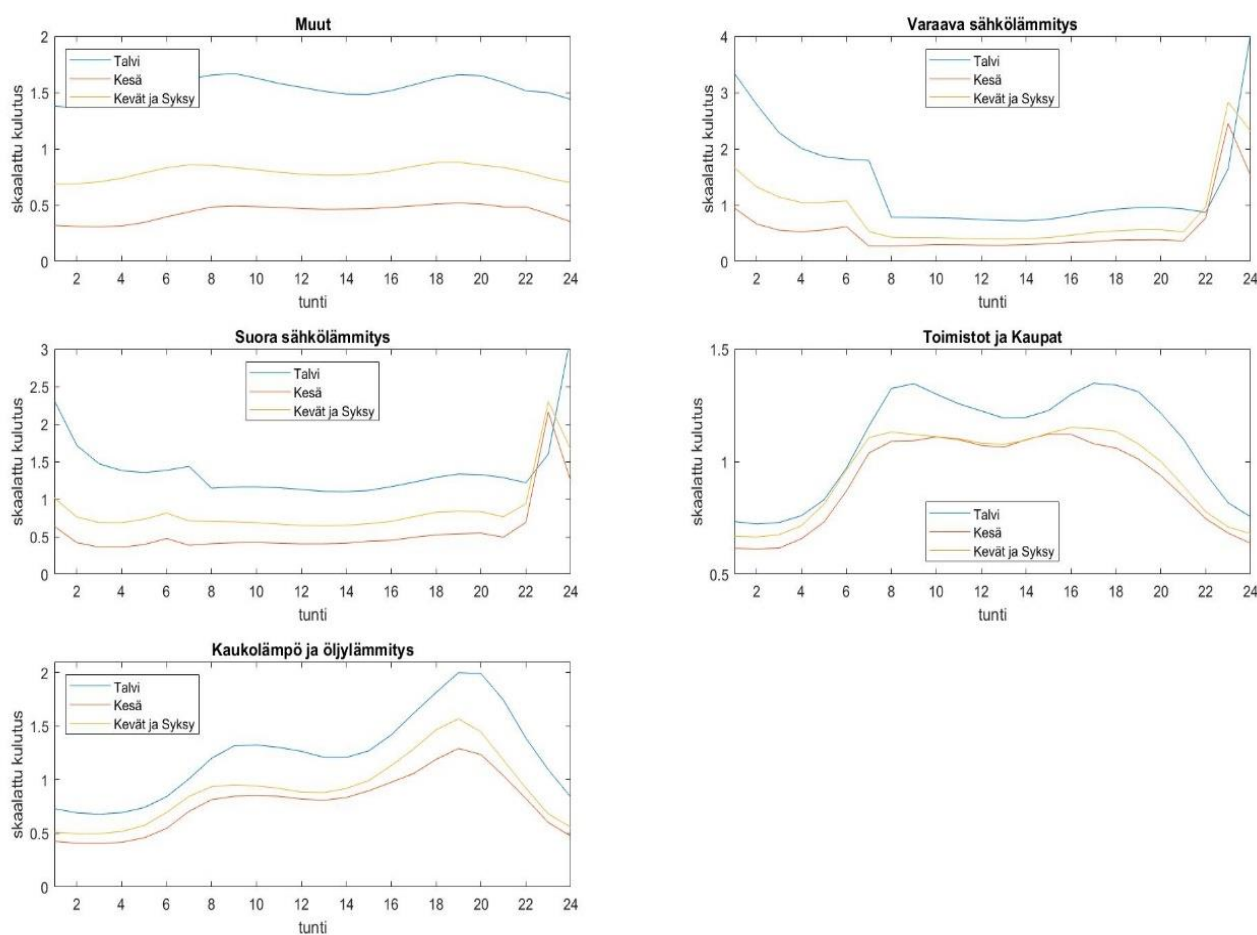 Muut
skaalattu kulutus
2
1.5
1
0.5
0
Talvi
Kesä
Kevät ja Syksy
2 4 6 8 10 12 14 16 18 20 22 24
tunti
Varaava sähkölämmitys
skaalattu kulutus
4
3
2
1
0
Talvi
Kesä
Kevät ja Syksy
2 4 6 8 10 12 14 16 18 20 22 24
tunti
Suora sähkölämmitys
skaalattu kulutus
3
2.5
2
1.5
1
0.5
0
Talvi
Kesä
Kevät ja Syksy
2 4 6 8 10 12 14 16 18 20 22 24
tunti
Toimistot ja Kaupat
skaalattu kulutus
1.5
1
0.5
Talvi
Kesä
Kevät ja Syksy
2 4 6 8 10 12 14 16 18 20 22 24
tunti
Kaukolämpö ja öljylämmitys
skaalattu kulutus
2
1.5
1
0.5
0
Talvi
Kesä
Kevät ja Syksy
2 4 6 8 10 12 14 16 18 20 22 24
tunti